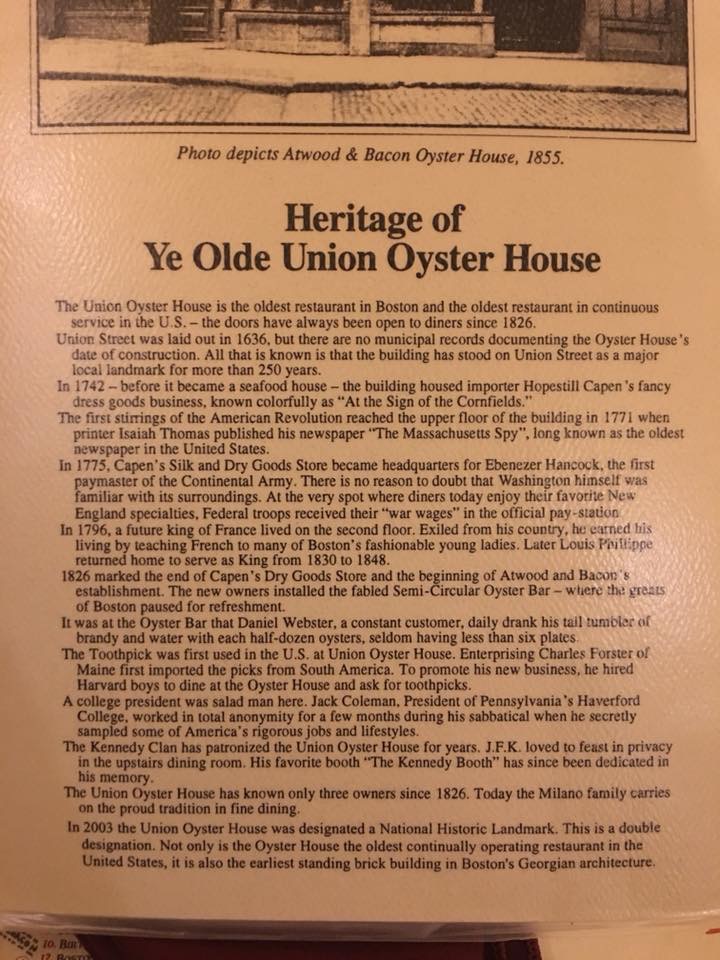 Photo depicts Atwood & Bacon Oyster House, 1855.
Heritage of
Ye Olde Union Oyster House
The Union Oyster House is the oldest restaurant in Boston and the oldest restaurant in continuous
service in the U.S. – the doors have always been open to diners since 1826.
Union Street was laid out in 1636, but there are no municipal records documenting the Oyster House's
date of construction. All that is known is that the building has stood on Union Street as a major
local landmark for more than 250 years.
In 1742 – before it became a seafood house – the building housed importer Hopestill Capen's fancy
dress goods business, known colorfully as "At the Sign of the Cornfields."
The first stirrings of the American Revolution reached the upper floor of the building in 1771 when
printer Isaiah Thomas published his newspaper "The Massachusetts Spy", long known as the oldest
newspaper in the United States.
In 1775, Capen's Silk and Dry Goods Store became headquarters for Ebenezer Hancock, the first
paymaster of the Continental Army. There is no reason to doubt that Washington himself was
familiar with its surroundings. At the very spot where diners today enjoy their favorite New
England specialties, Federal troops received their "war wages" in the official pay-station
In 1796, a future king of France lived on the second floor. Exiled from his country, he earned his
living by teaching French to many of Boston's fashionable young ladies. Later Louis Phillippe
returned home to serve as King from 1830 to 1848.
1826 marked the end of Capen's Dry Goods Store and the beginning of Atwood and Bacon's
establishment. The new owners installed the fabled Semi-Circular Oyster Bar – where the greats
of Boston paused for refreshment.
It was at the Oyster Bar that Daniel Webster, a constant customer, daily drank his tall tumbler of
brandy and water with each half-dozen oysters, seldom having less than six plates.
The Toothpick was first used in the U.S. at Union Oyster House. Enterprising Charles Forster of
Maine first imported the picks from South America. To promote his new business, he hired
Harvard boys to dine at the Oyster House and ask for toothpicks.
A college president was salad man here. Jack Coleman, President of Pennsylvania's Haverford
College, worked in total anonymity for a few months during his sabbatical when he secretly
sampled some of America's rigorous jobs and lifestyles.
The Kennedy Clan has patronized the Union Oyster House for years. J.F.K. loved to feast in privacy
in the upstairs dining room. His favorite booth "The Kennedy Booth" has since been dedicated in
his memory.
The Union Oyster House has known only three owners since 1826. Today the Milano family carries
on the proud tradition in fine dining.
In 2003 the Union Oyster House was designated a National Historic Landmark. This is a double
designation. Not only is the Oyster House the oldest continually operating restaurant in the
United States, it is also the earliest standing brick building in Boston's Georgian architecture.
10.
17.